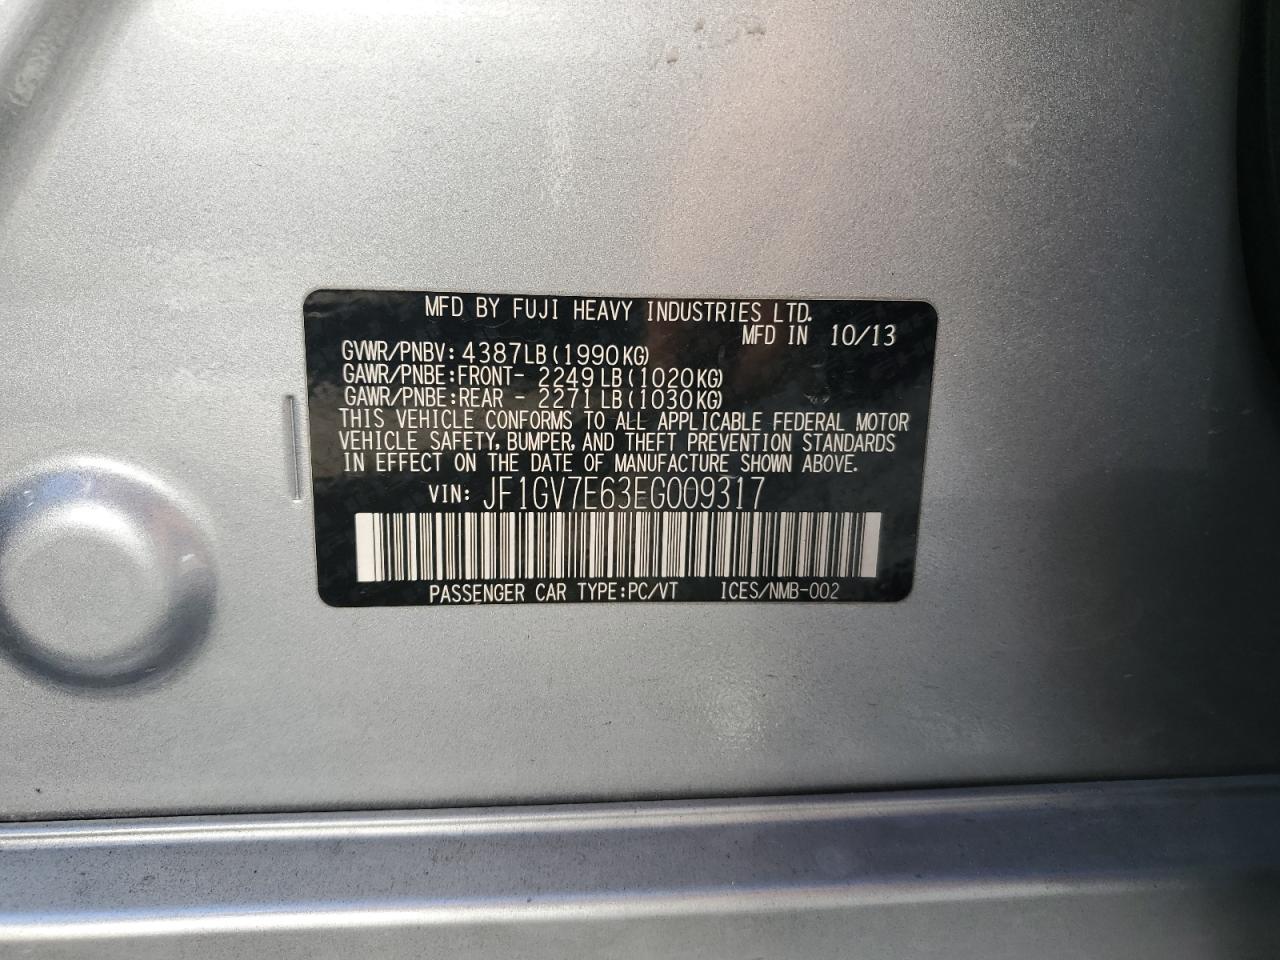 MFD BY FUJI HEAVY INDUSTRIES LTD.
MFD IN 10/13
GVWR/PNBV: 4387LB(1990KG)
GAWR/PNBE:FRONT- 2249LB(1020KG)
GAWR/PNBE:REAR - 2271LB(1030KG)
THIS VEHICLE CONFORMS TO ALL APPLICABLE FEDERAL MOTOR
VEHICLE SAFETY, BUMPER, AND THEFT PREVENTION STANDARDS
IN EFFECT ON THE DATE OF MANUFACTURE SHOWN ABOVE.
VIN: JF1GV7E63EG009317
PASSENGER CAR TYPE:PC/VT ICES/NMB-002